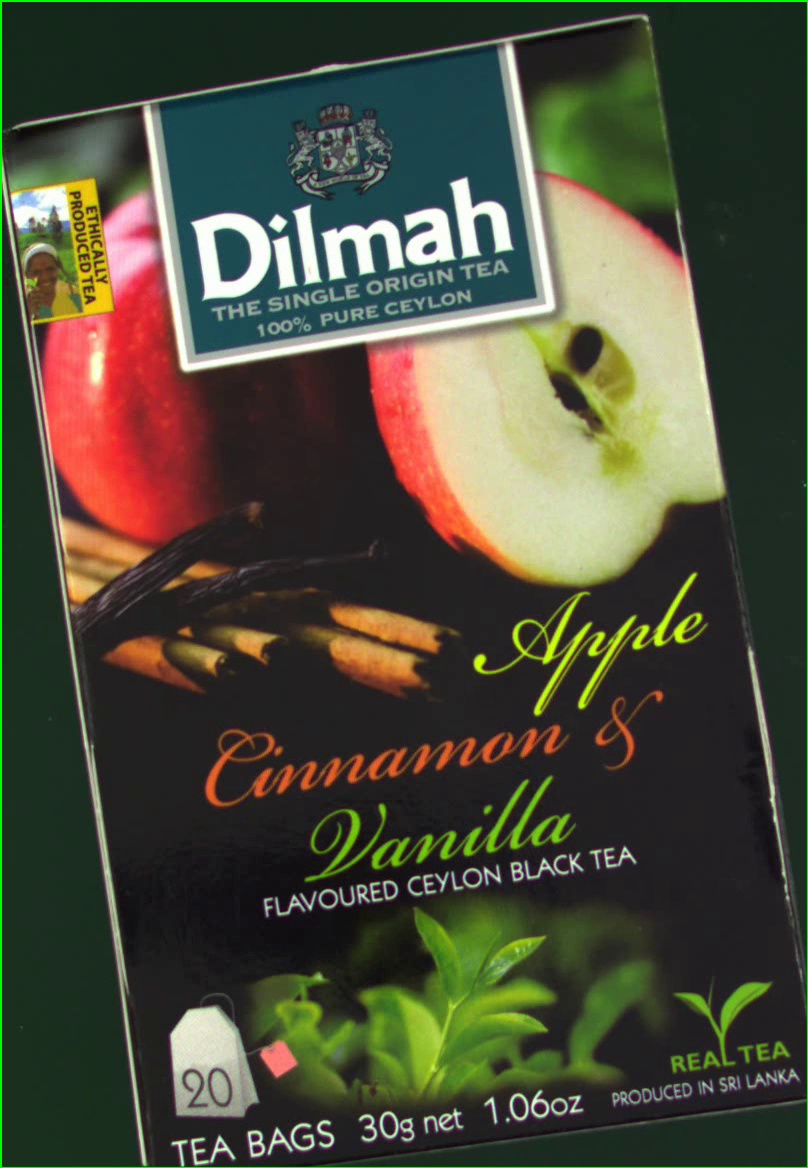 Dilmah
THE SINGLE ORIGIN TEA
100% PURE CEYLON
ETHICALLY
PRODUCED TEA
Apple
Cinnamon &
Vanilla
FLAVOURED CEYLON BLACK TEA
20
TEA BAGS 30g net 1.06oz
REAL TEA
PRODUCED IN SRI LANKA